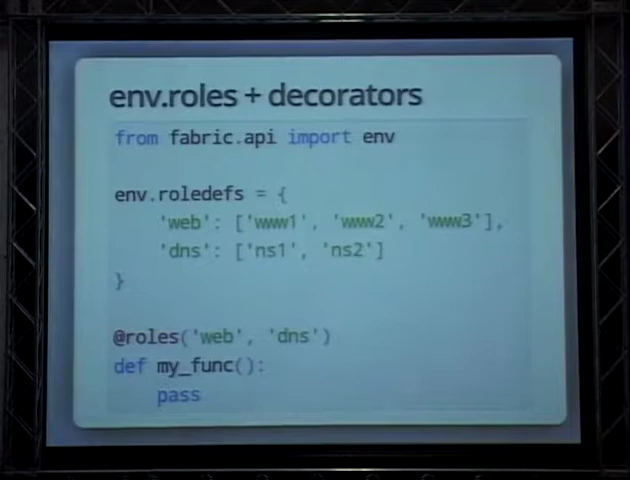 env.roles + decorators
from fabric.api import env
env.roledefs = {
    'web': ['www1', 'www2', 'www3'],
    'dns': ['ns1', 'ns2']
}
@roles('web', 'dns')
def my_func():
    pass